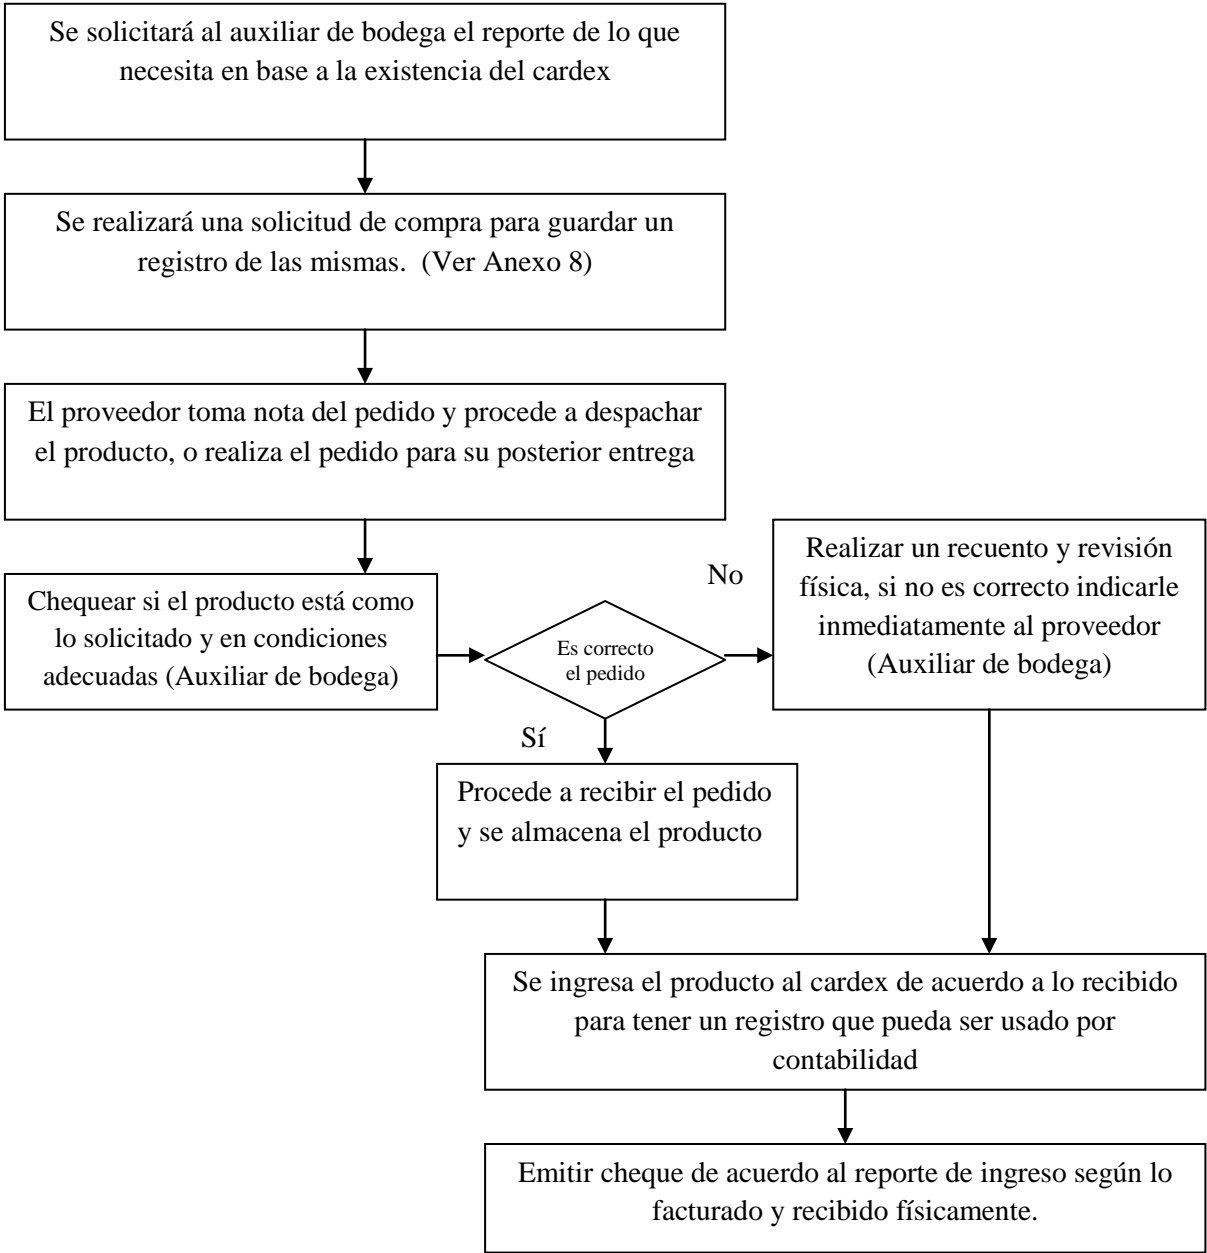 Se solicitará al auxiliar de bodega el reporte de lo que
necesita en base a la existencia del cardex
Se realizará una solicitud de compra para guardar un
registro de las mismas.  (Ver Anexo 8)
El proveedor toma nota del pedido y procede a despachar
el producto, o realiza el pedido para su posterior entrega
Chequear si el producto está como
lo solicitado y en condiciones
adecuadas (Auxiliar de bodega)
Es correcto
el pedido
No
Realizar un recuento y revisión
física, si no es correcto indicarle
inmediatamente al proveedor
(Auxiliar de bodega)
Sí
Procede a recibir el pedido
y se almacena el producto
Se ingresa el producto al cardex de acuerdo a lo recibido
para tener un registro que pueda ser usado por
contabilidad
Emitir cheque de acuerdo al reporte de ingreso según lo
facturado y recibido físicamente.